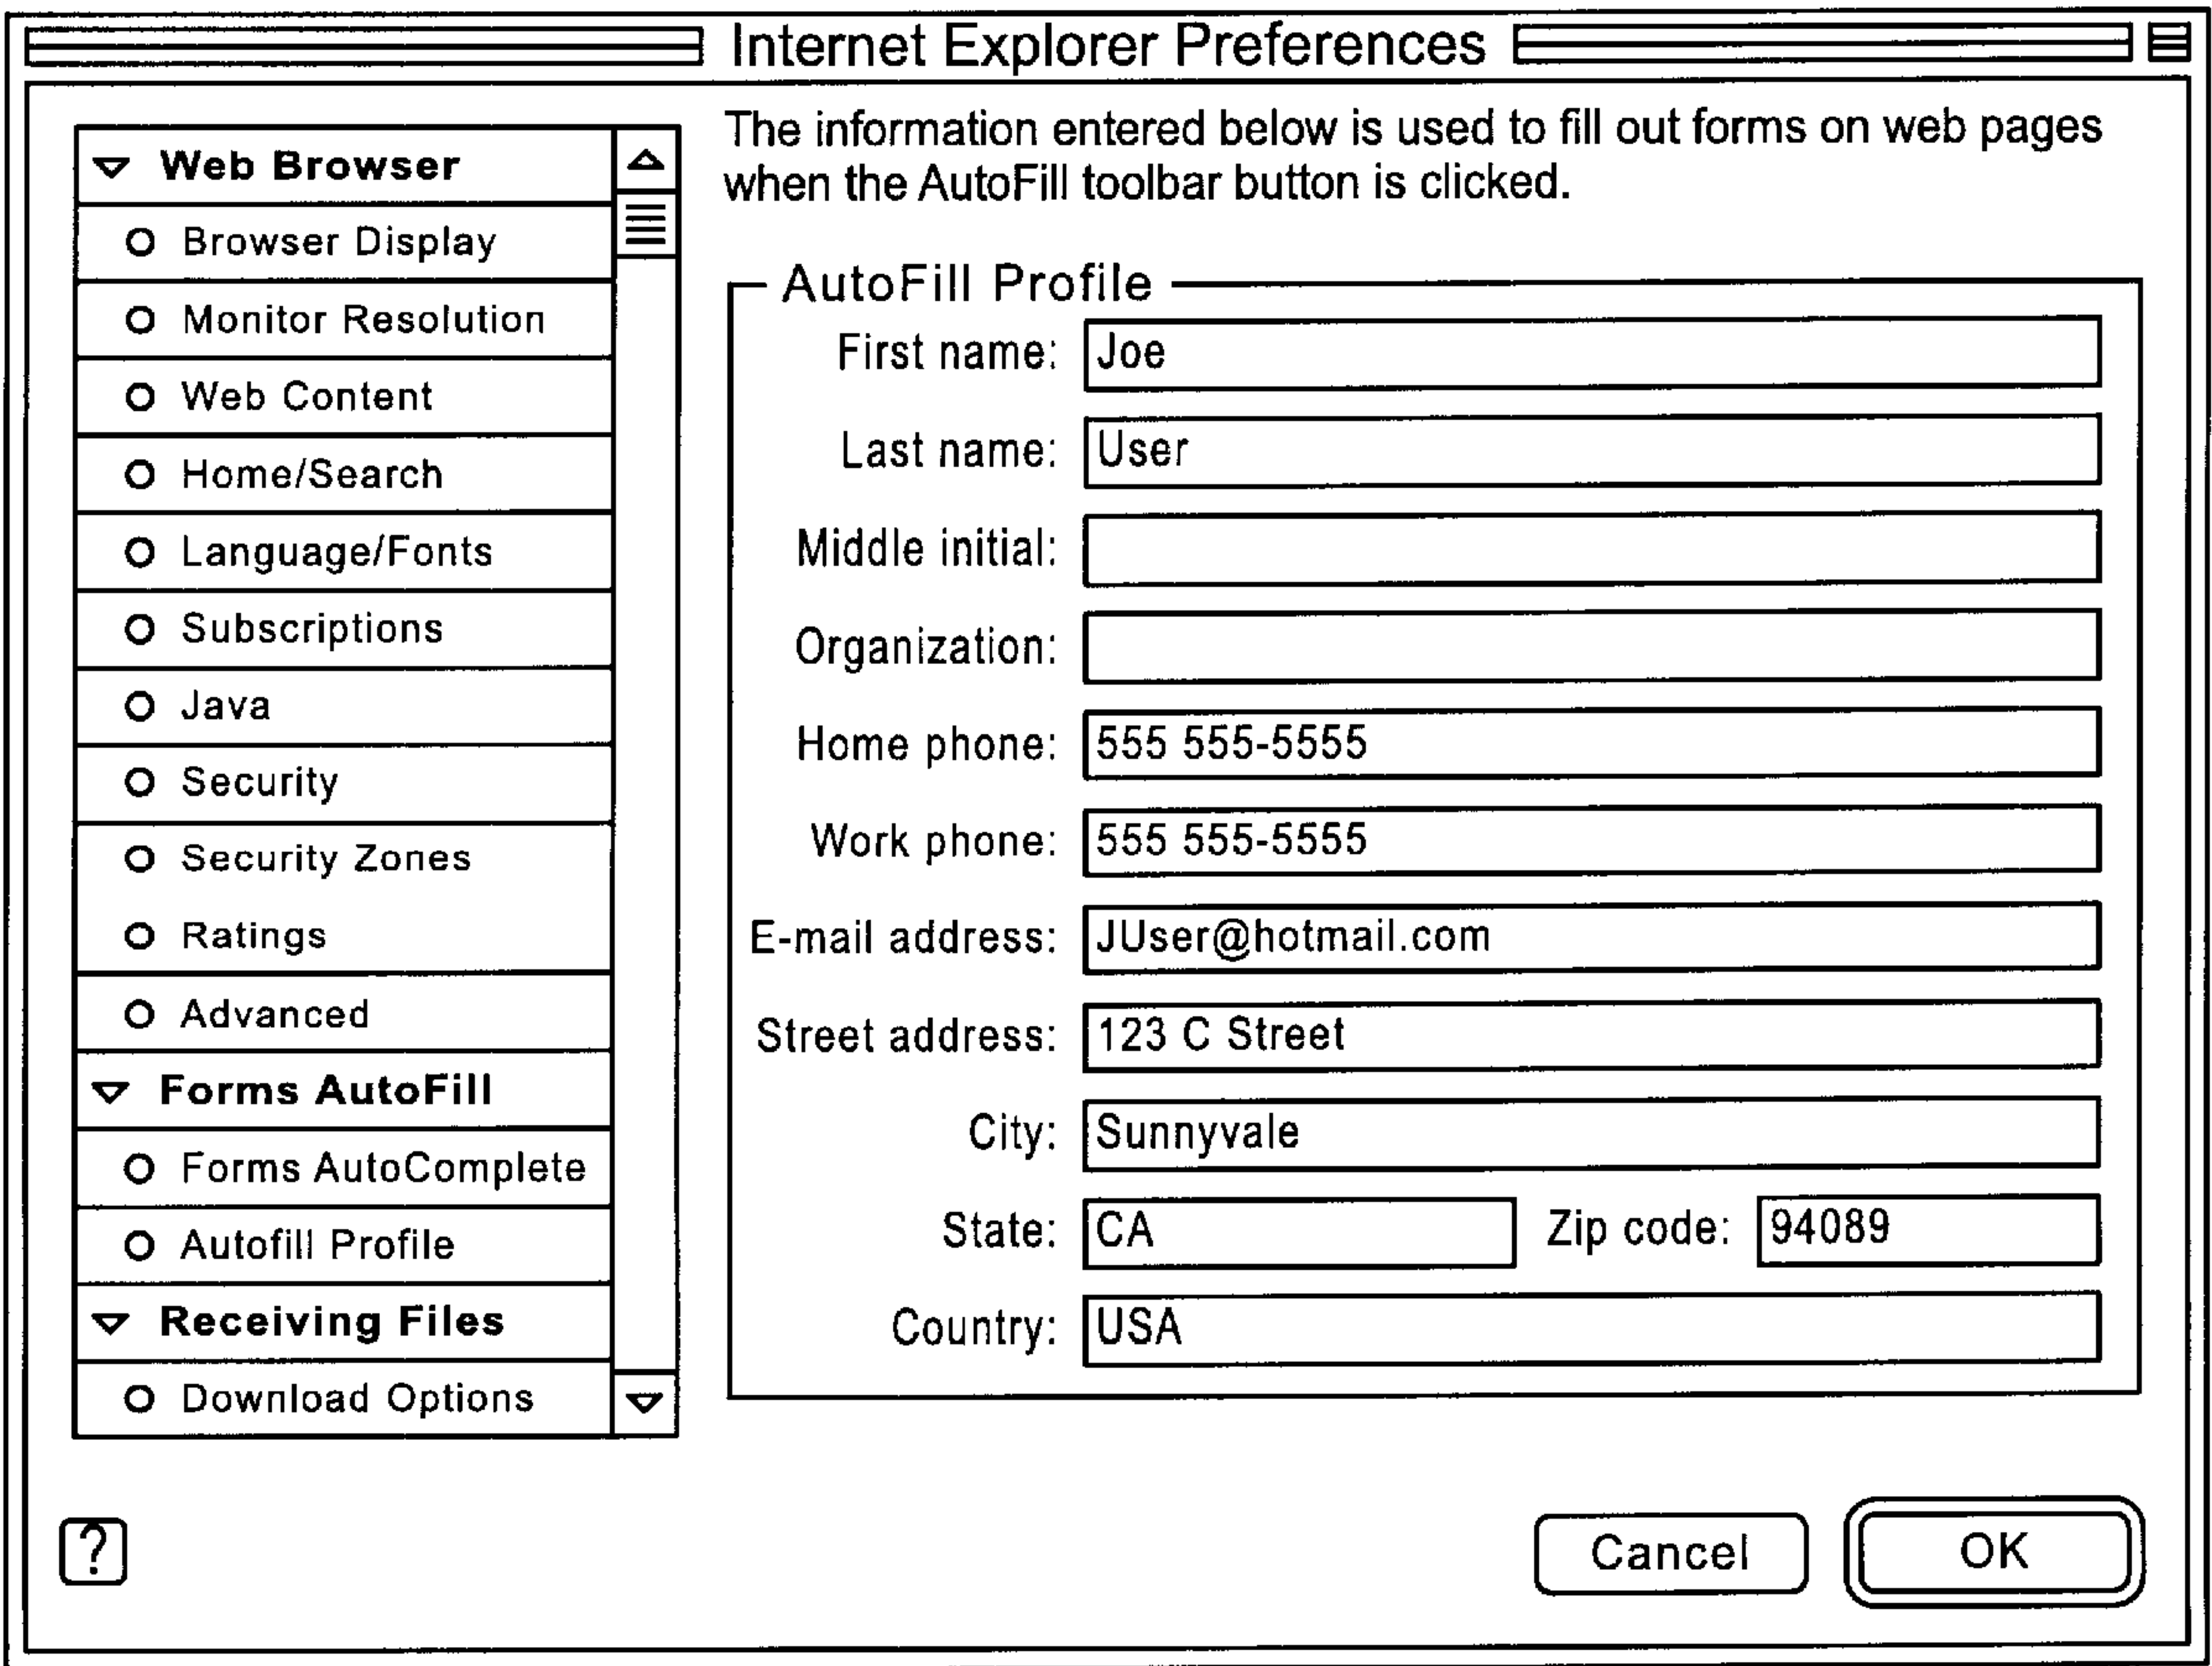 Internet Explorer Preferences
Web Browser
Browser Display
Monitor Resolution
Web Content
Home/Search
Language/Fonts
Subscriptions
Java
Security
Security Zones
Ratings
Advanced
Forms AutoFill
Forms AutoComplete
Autofill Profile
Receiving Files
Download Options
The information entered below is used to fill out forms on web pages
when the AutoFill toolbar button is clicked.
AutoFill Profile
First name: Joe
Last name: User
Middle initial:
Organization:
Home phone: 555 555-5555
Work phone: 555 555-5555
E-mail address: JUser@hotmail.com
Street address: 123 C Street
City: Sunnyvale
State: CA Zip code: 94089
Country: USA
?
Cancel OK